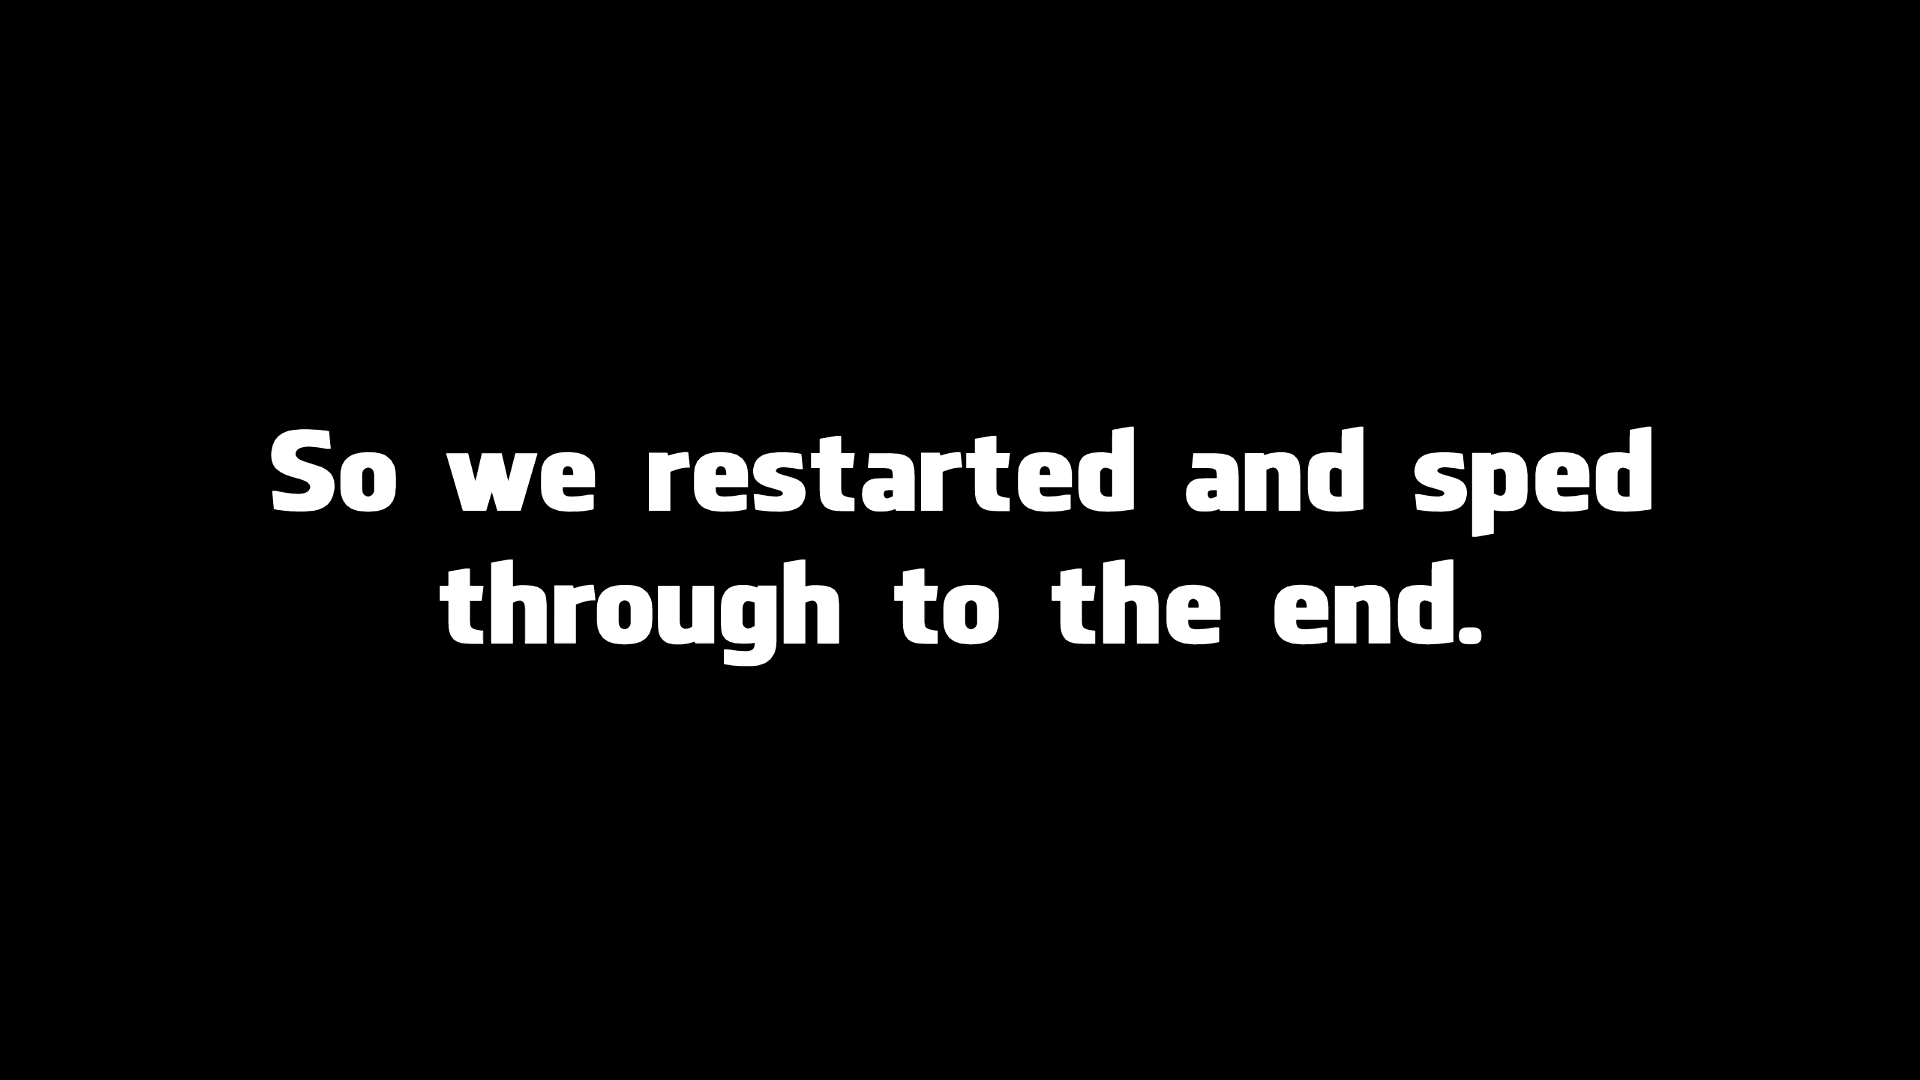 So we restarted and sped
through to the end.